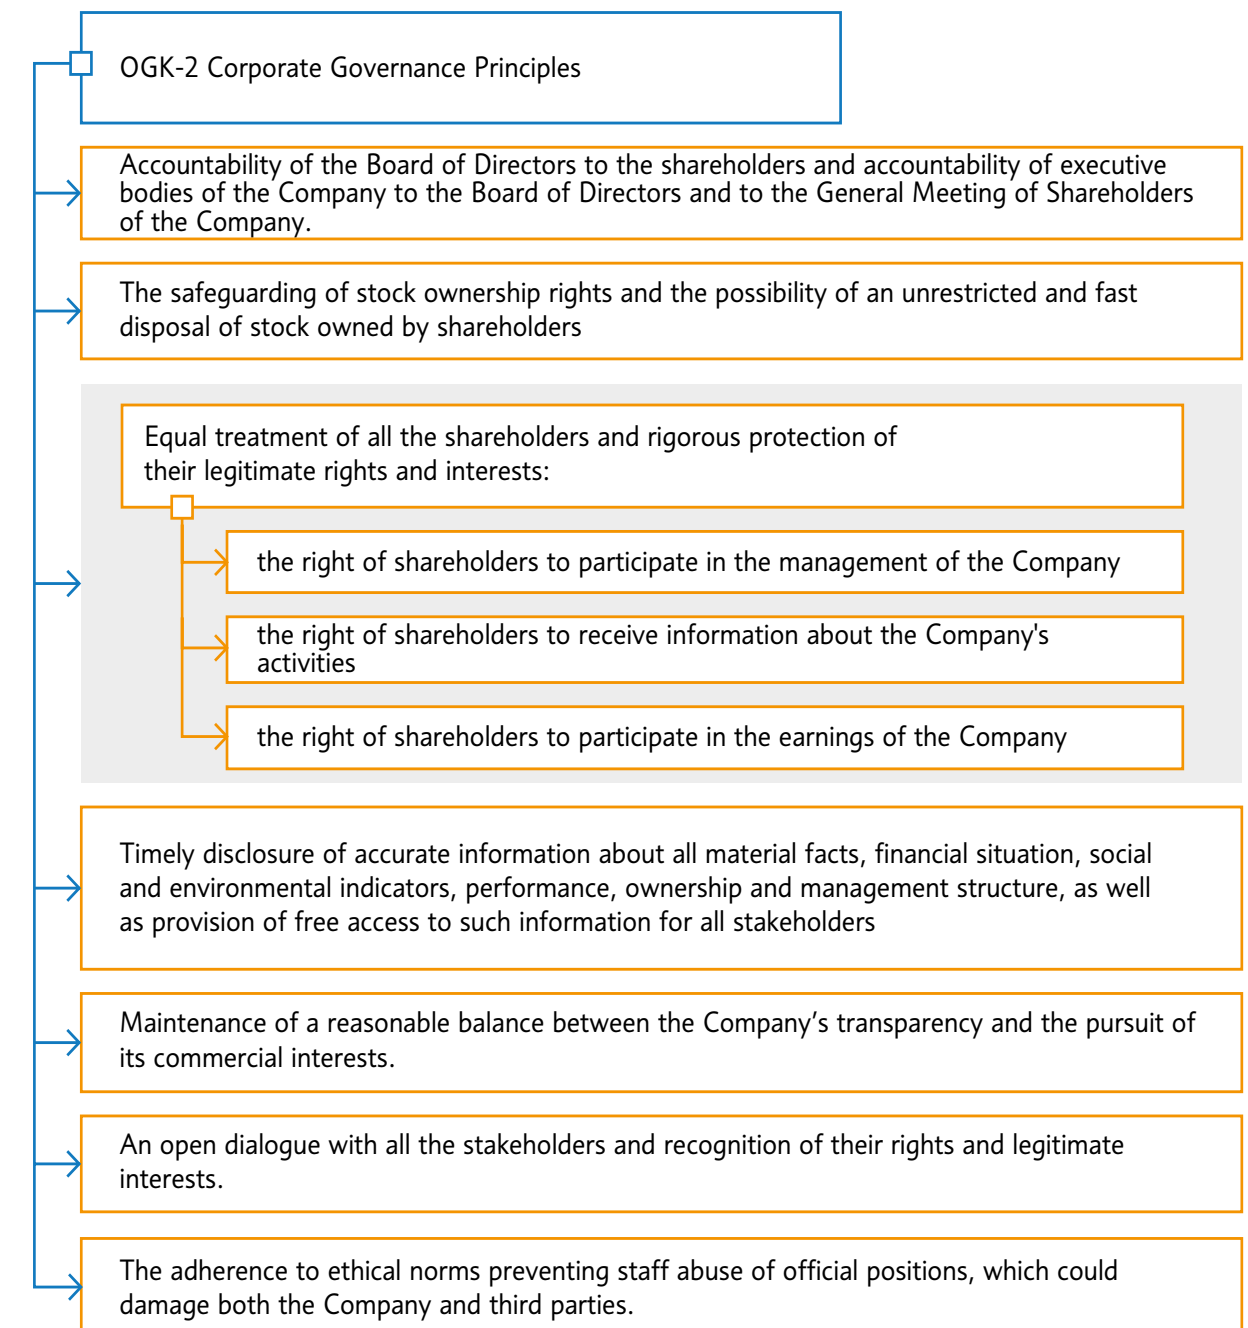 OGK-2 Corporate Governance Principles
Accountability of the Board of Directors to the shareholders and accountability of executive
bodies of the Company to the Board of Directors and to the General Meeting of Shareholders
of the Company.
The safeguarding of stock ownership rights and the possibility of an unrestricted and fast
disposal of stock owned by shareholders
Equal treatment of all the shareholders and rigorous protection of
their legitimate rights and interests:
the right of shareholders to participate in the management of the Company
the right of shareholders to receive information about the Company's
activities
the right of shareholders to participate in the earnings of the Company
Timely disclosure of accurate information about all material facts, financial situation, social
and environmental indicators, performance, ownership and management structure, as well
as provision of free access to such information for all stakeholders
Maintenance of a reasonable balance between the Company’s transparency and the pursuit of
its commercial interests.
An open dialogue with all the stakeholders and recognition of their rights and legitimate
interests.
The adherence to ethical norms preventing staff abuse of official positions, which could
damage both the Company and third parties.